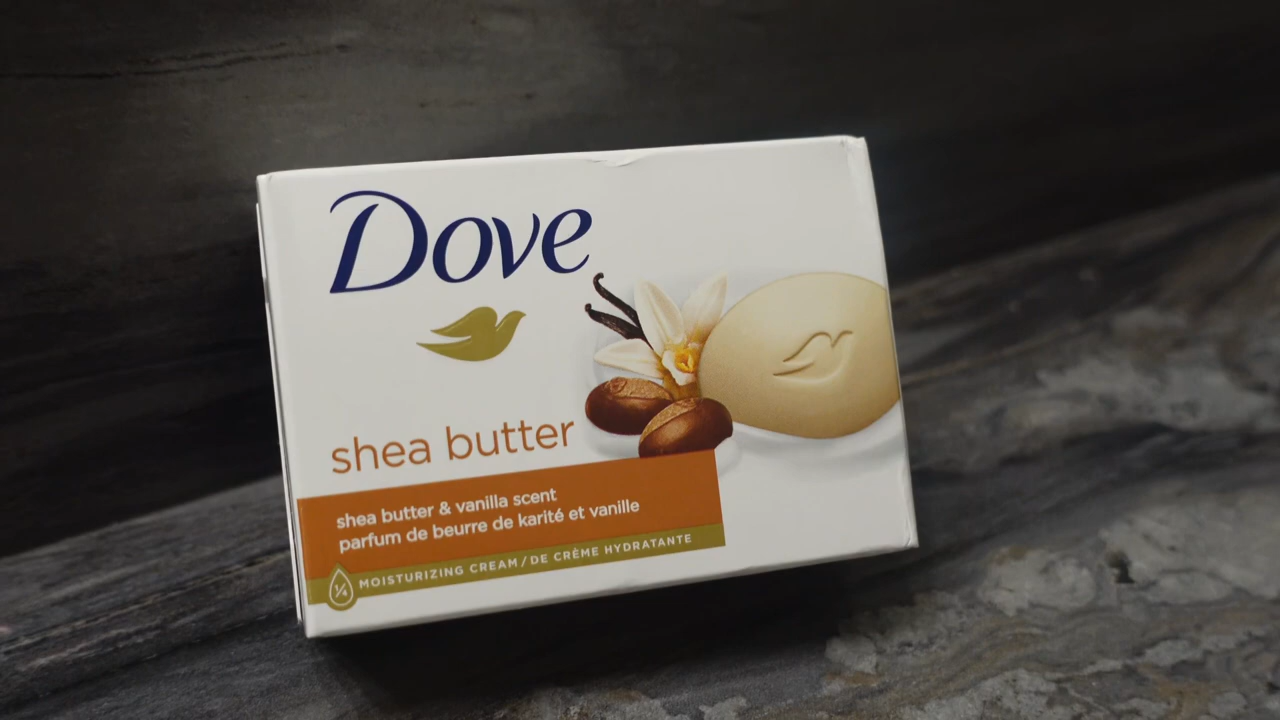 Dove
shea butter
shea butter & vanilla scent
parfum de beurre de karité et vanille
¼ MOISTURIZING CREAM / DE CRÈME HYDRATANTE